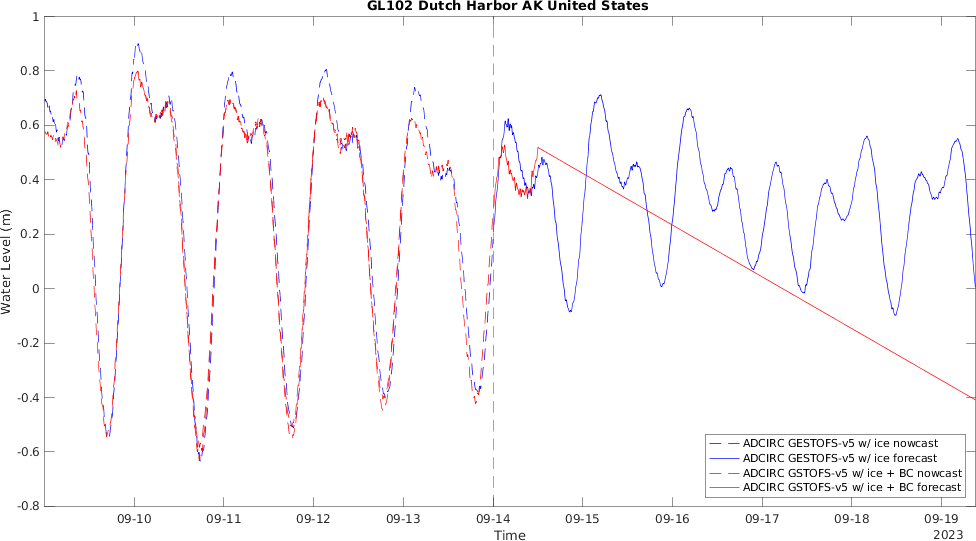 GL102 Dutch Harbor AK United States
1
0.8
0.6
0.4
0.2
0
-0.2
-0.4
-0.6
-0.8
Water Level (m)
ADCIRC GESTOFS-v5 w/ ice nowcast
ADCIRC GESTOFS-v5 w/ ice forecast
ADCIRC GSTOFS-v5 w/ ice + BC nowcast
ADCIRC GSTOFS-v5 w/ ice + BC forecast
09-10 09-11 09-12 09-13 09-14 09-15 09-16 09-17 09-18 09-19
Time
2023